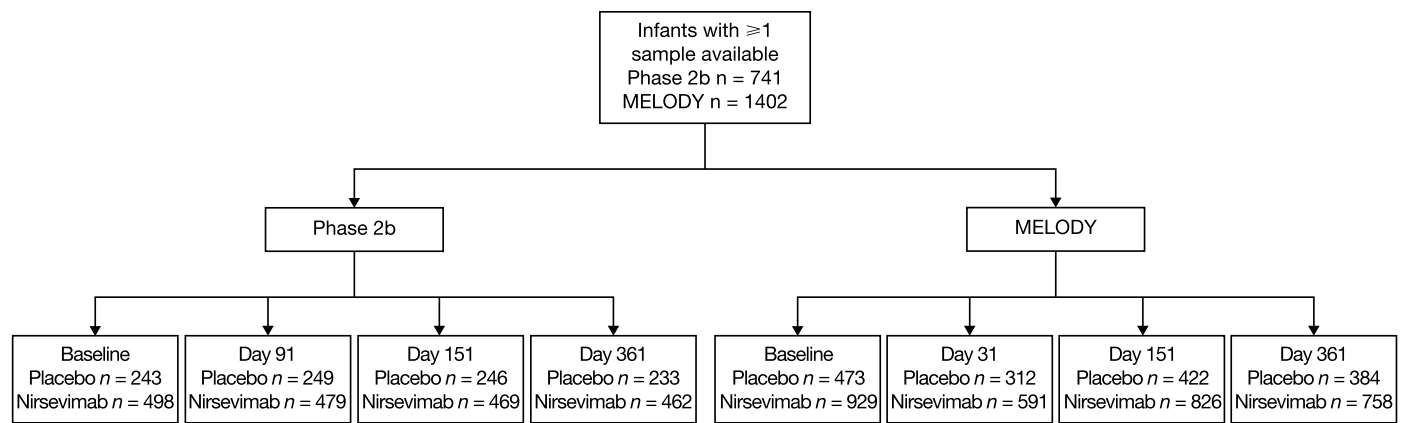 Infants with ⩾1
sample available
Phase 2b n = 741
MELODY n = 1402
Phase 2b
MELODY
Baseline
Placebo n = 243
Nirsevimab n = 498
Day 91
Placebo n = 249
Nirsevimab n = 479
Day 151
Placebo n = 246
Nirsevimab n = 469
Day 361
Placebo n = 233
Nirsevimab n = 462
Baseline
Placebo n = 473
Nirsevimab n = 929
Day 31
Placebo n = 312
Nirsevimab n = 591
Day 151
Placebo n = 422
Nirsevimab n = 826
Day 361
Placebo n = 384
Nirsevimab n = 758